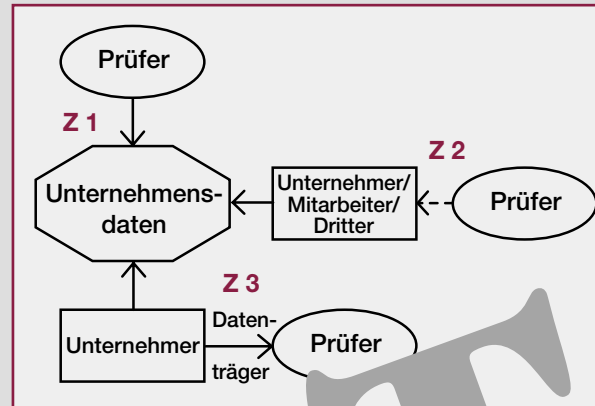 Prüfer
Z 1
Unternehmens-
daten
Unternehmer/
Mitarbeiter/
Dritter
Z 2
Prüfer
Z 3
Unternehmer
Daten-
träger
Prüfer